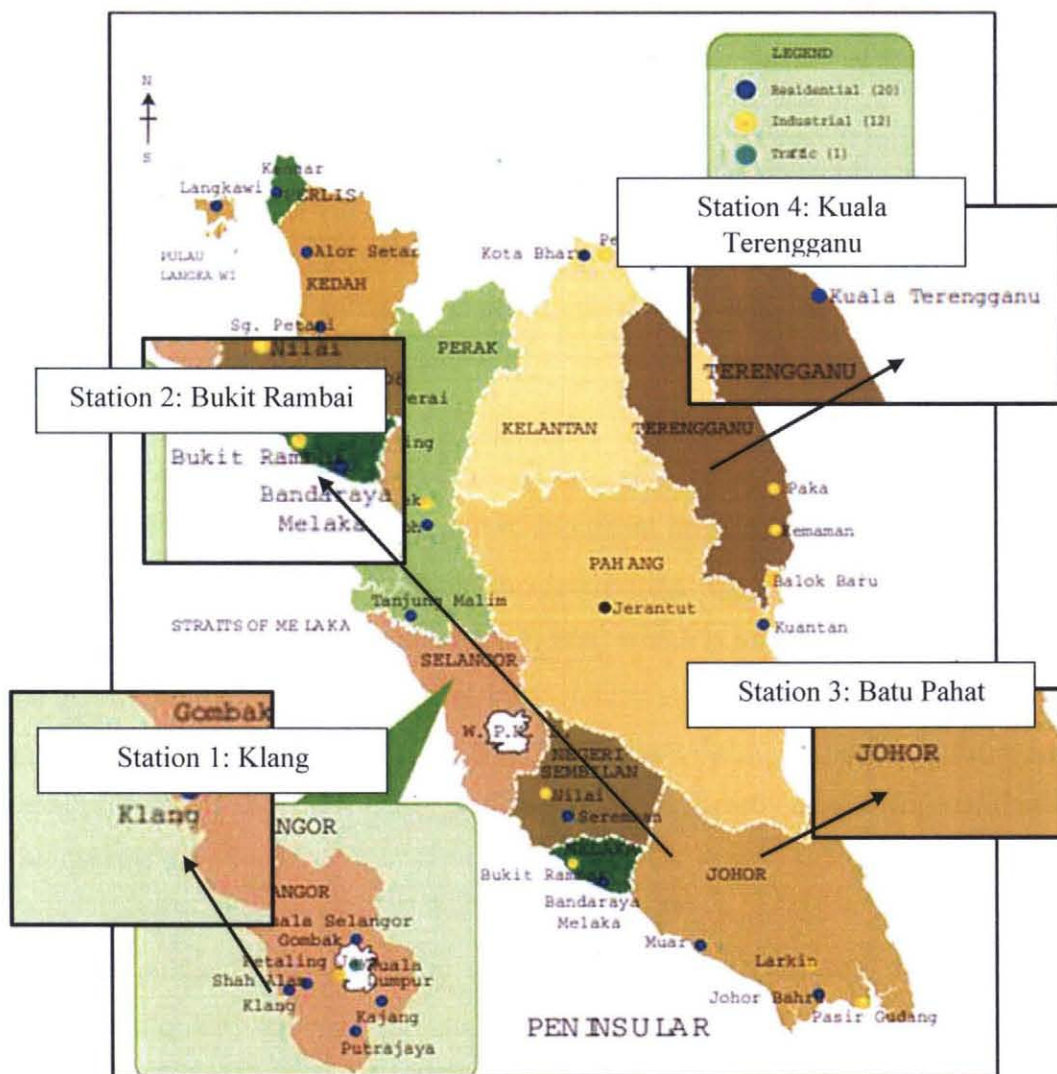 LEGEND
Residential (20)
Industrial (12)
Traffic (1)
N
S
Langkawi
PERLIS
PULAU
LANGKAWI
Alor Setar
KEDAH
Kota Bharu
Station 4: Kuala
Terengganu
Kuala Terengganu
TERENGGANU
Sg. Petani
Nilai
PERAK
Station 2: Bukit Rambai
KELANTAN
TERENGGANU
Bandaraya
Melaka
Paka
Kemaman
PAHANG
Balok Baru
Tanjung Malim
Jerantut
Kuantan
STRAITS OF MELAKA
SELANGOR
Station 3: Batu Pahat
JOHOR
Gombak
W.P.K.
Station 1: Klang
Klang
NEGERI
SEMBILAN
Nilai
Seremban
ANGOR
ANGOR
Bukit Rambai
JOHOR
Bandaraya
Melaka
Muar
ala Selangor
Gombak
Petaling Ja
Kuala
Lumpur
Shah Alam
Klang
Kajang
Putrajaya
Larkin
Johor Bahru
Pasir Gudang
PENINSULAR